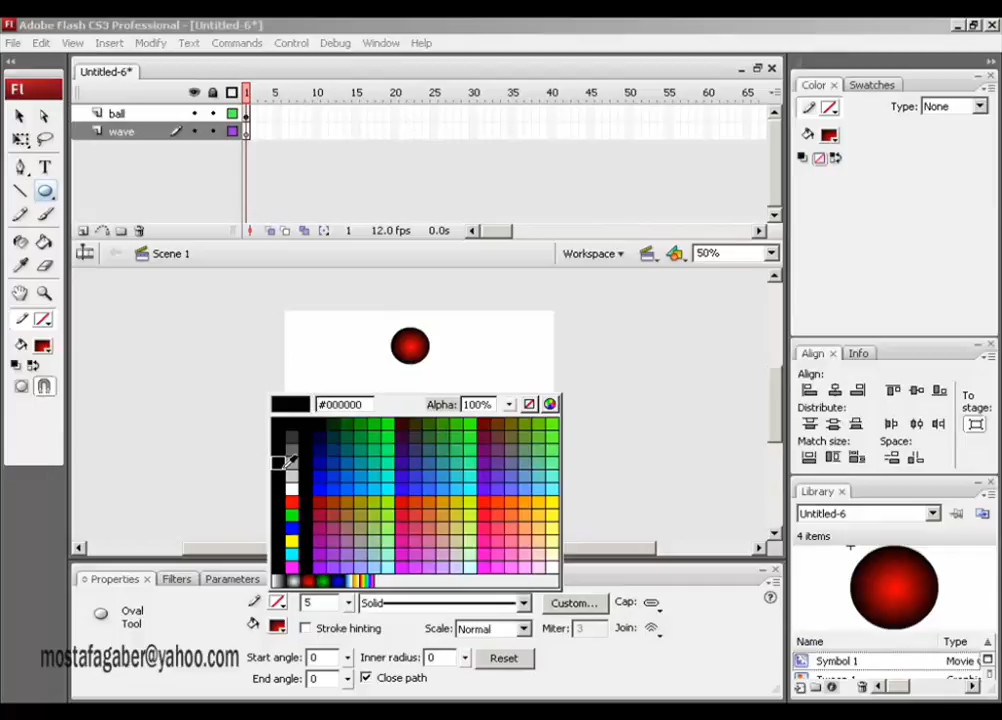 Adobe Flash CS3 Professional - [Untitled-6*]
File Edit View Insert Modify Text Commands Control Debug Window Help
Fl
Untitled-6*
1 5 10 15 20 25 30 35 40 45 50 55 60 65
ball
wave
1 12.0 fps 0.0s
Scene 1 Workspace 50%
#000000 Alpha: 100%
Properties Filters Parameters
Oval
Tool
5 Solid Custom... Cap:
Stroke hinting Scale: Normal Miter: 3 Join:
mostafagaber@yahoo.com
Start angle: 0 Inner radius: 0 Reset
End angle: 0 Close path
Color Swatches
Type: None
Align Info
Align:
Distribute:
Match size: Space:
To
stage:
Library
Untitled-6
4 items
Name Type
Symbol 1 Movie